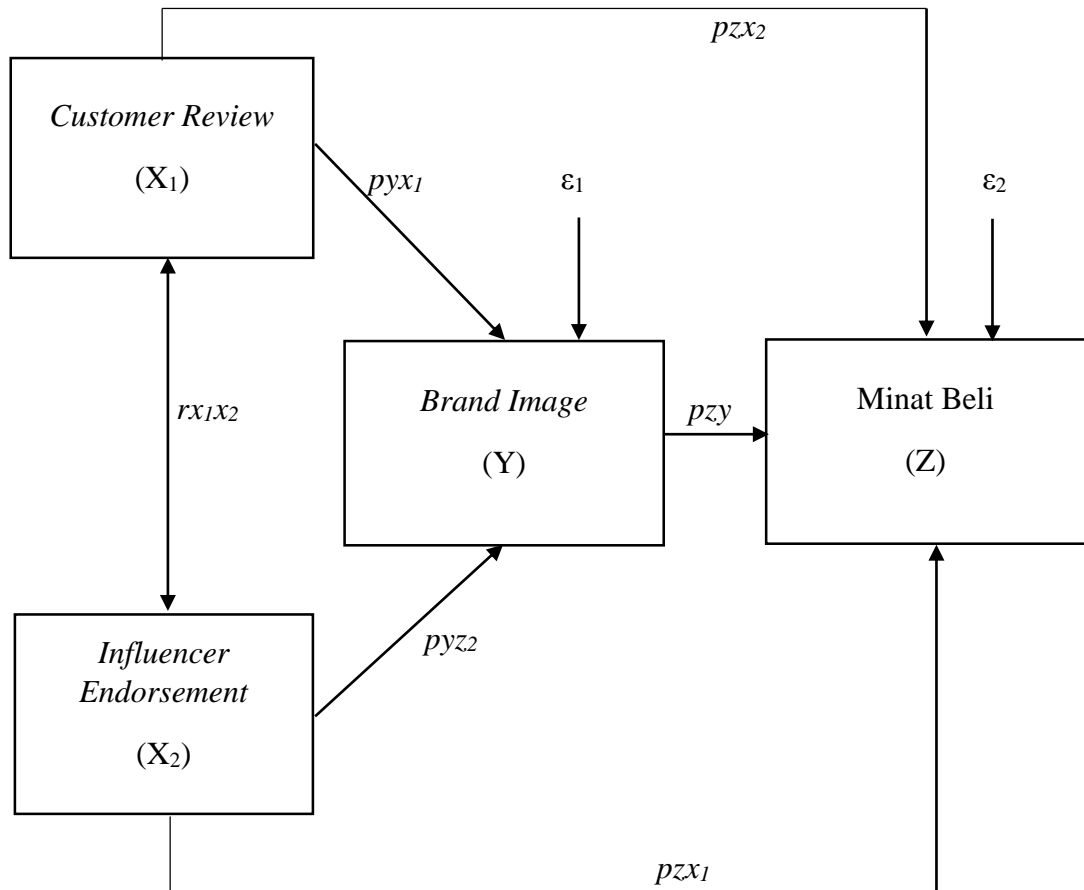 pzx₂
Customer Review
(X₁)
pyx₁
ε₁
ε₂
rx₁x₂
Brand Image
(Y)
pzy
Minat Beli
(Z)
Influencer
Endorsement
(X₂)
pyz₂
pzx₁